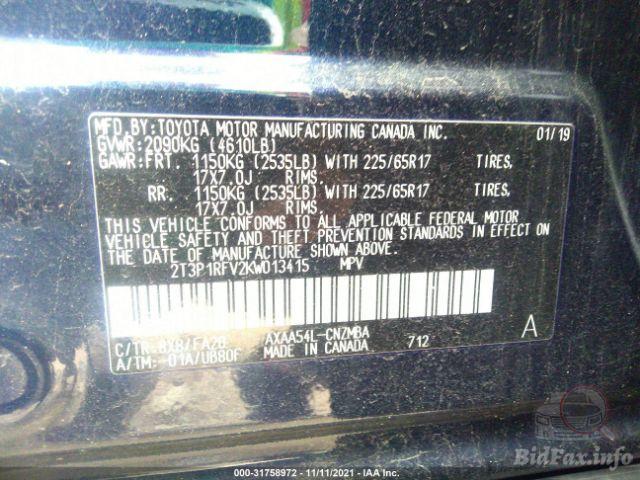 MFD.BY:TOYOTA MOTOR MANUFACTURING CANADA INC. 01/19
GVWR:2090KG (4610LB)
GAWR:FRT. 1150KG (2535LB) WITH 225/65R17 TIRES,
17X7.0J RIMS.
RR. 1150KG (2535LB) WITH 225/65R17 TIRES,
17X7.0J RIMS.
THIS VEHICLE CONFORMS TO ALL APPLICABLE FEDERAL MOTOR
VEHICLE SAFETY AND THEFT PREVENTION STANDARDS IN EFFECT ON
THE DATE OF MANUFACTURE SHOWN ABOVE.
2T3P1RFV2KW013415 MPV
C/TR:8X8/FA20 AXAA54L-CNZMBA
A/TM:-01A/UB80F MADE IN CANADA 712 A
BidFax.info
000-31758972 - 11/11/2021 - IAA Inc.